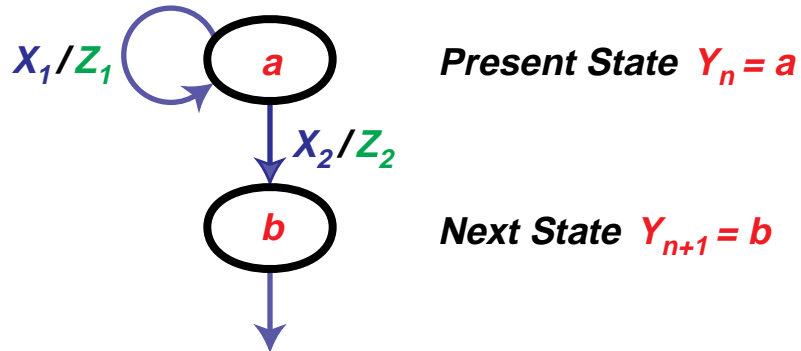 a
X1/Z1
Present State Yn = a
X2/Z2
b
Next State Yn+1 = b